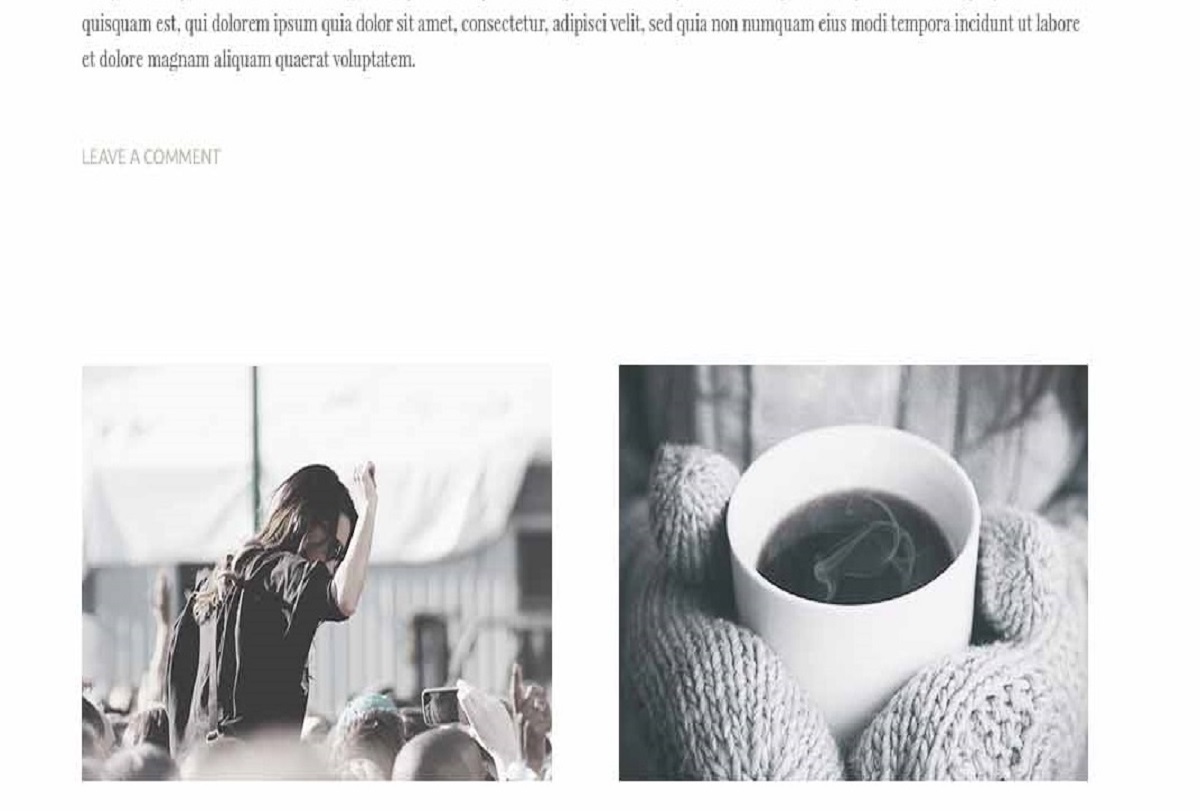 quisquam est, qui dolorem ipsum quia dolor sit amet, consectetur, adipisci velit, sed quia non numquam eius modi tempora incidunt ut labore
et dolore magnam aliquam quaerat voluptatem.
LEAVE A COMMENT